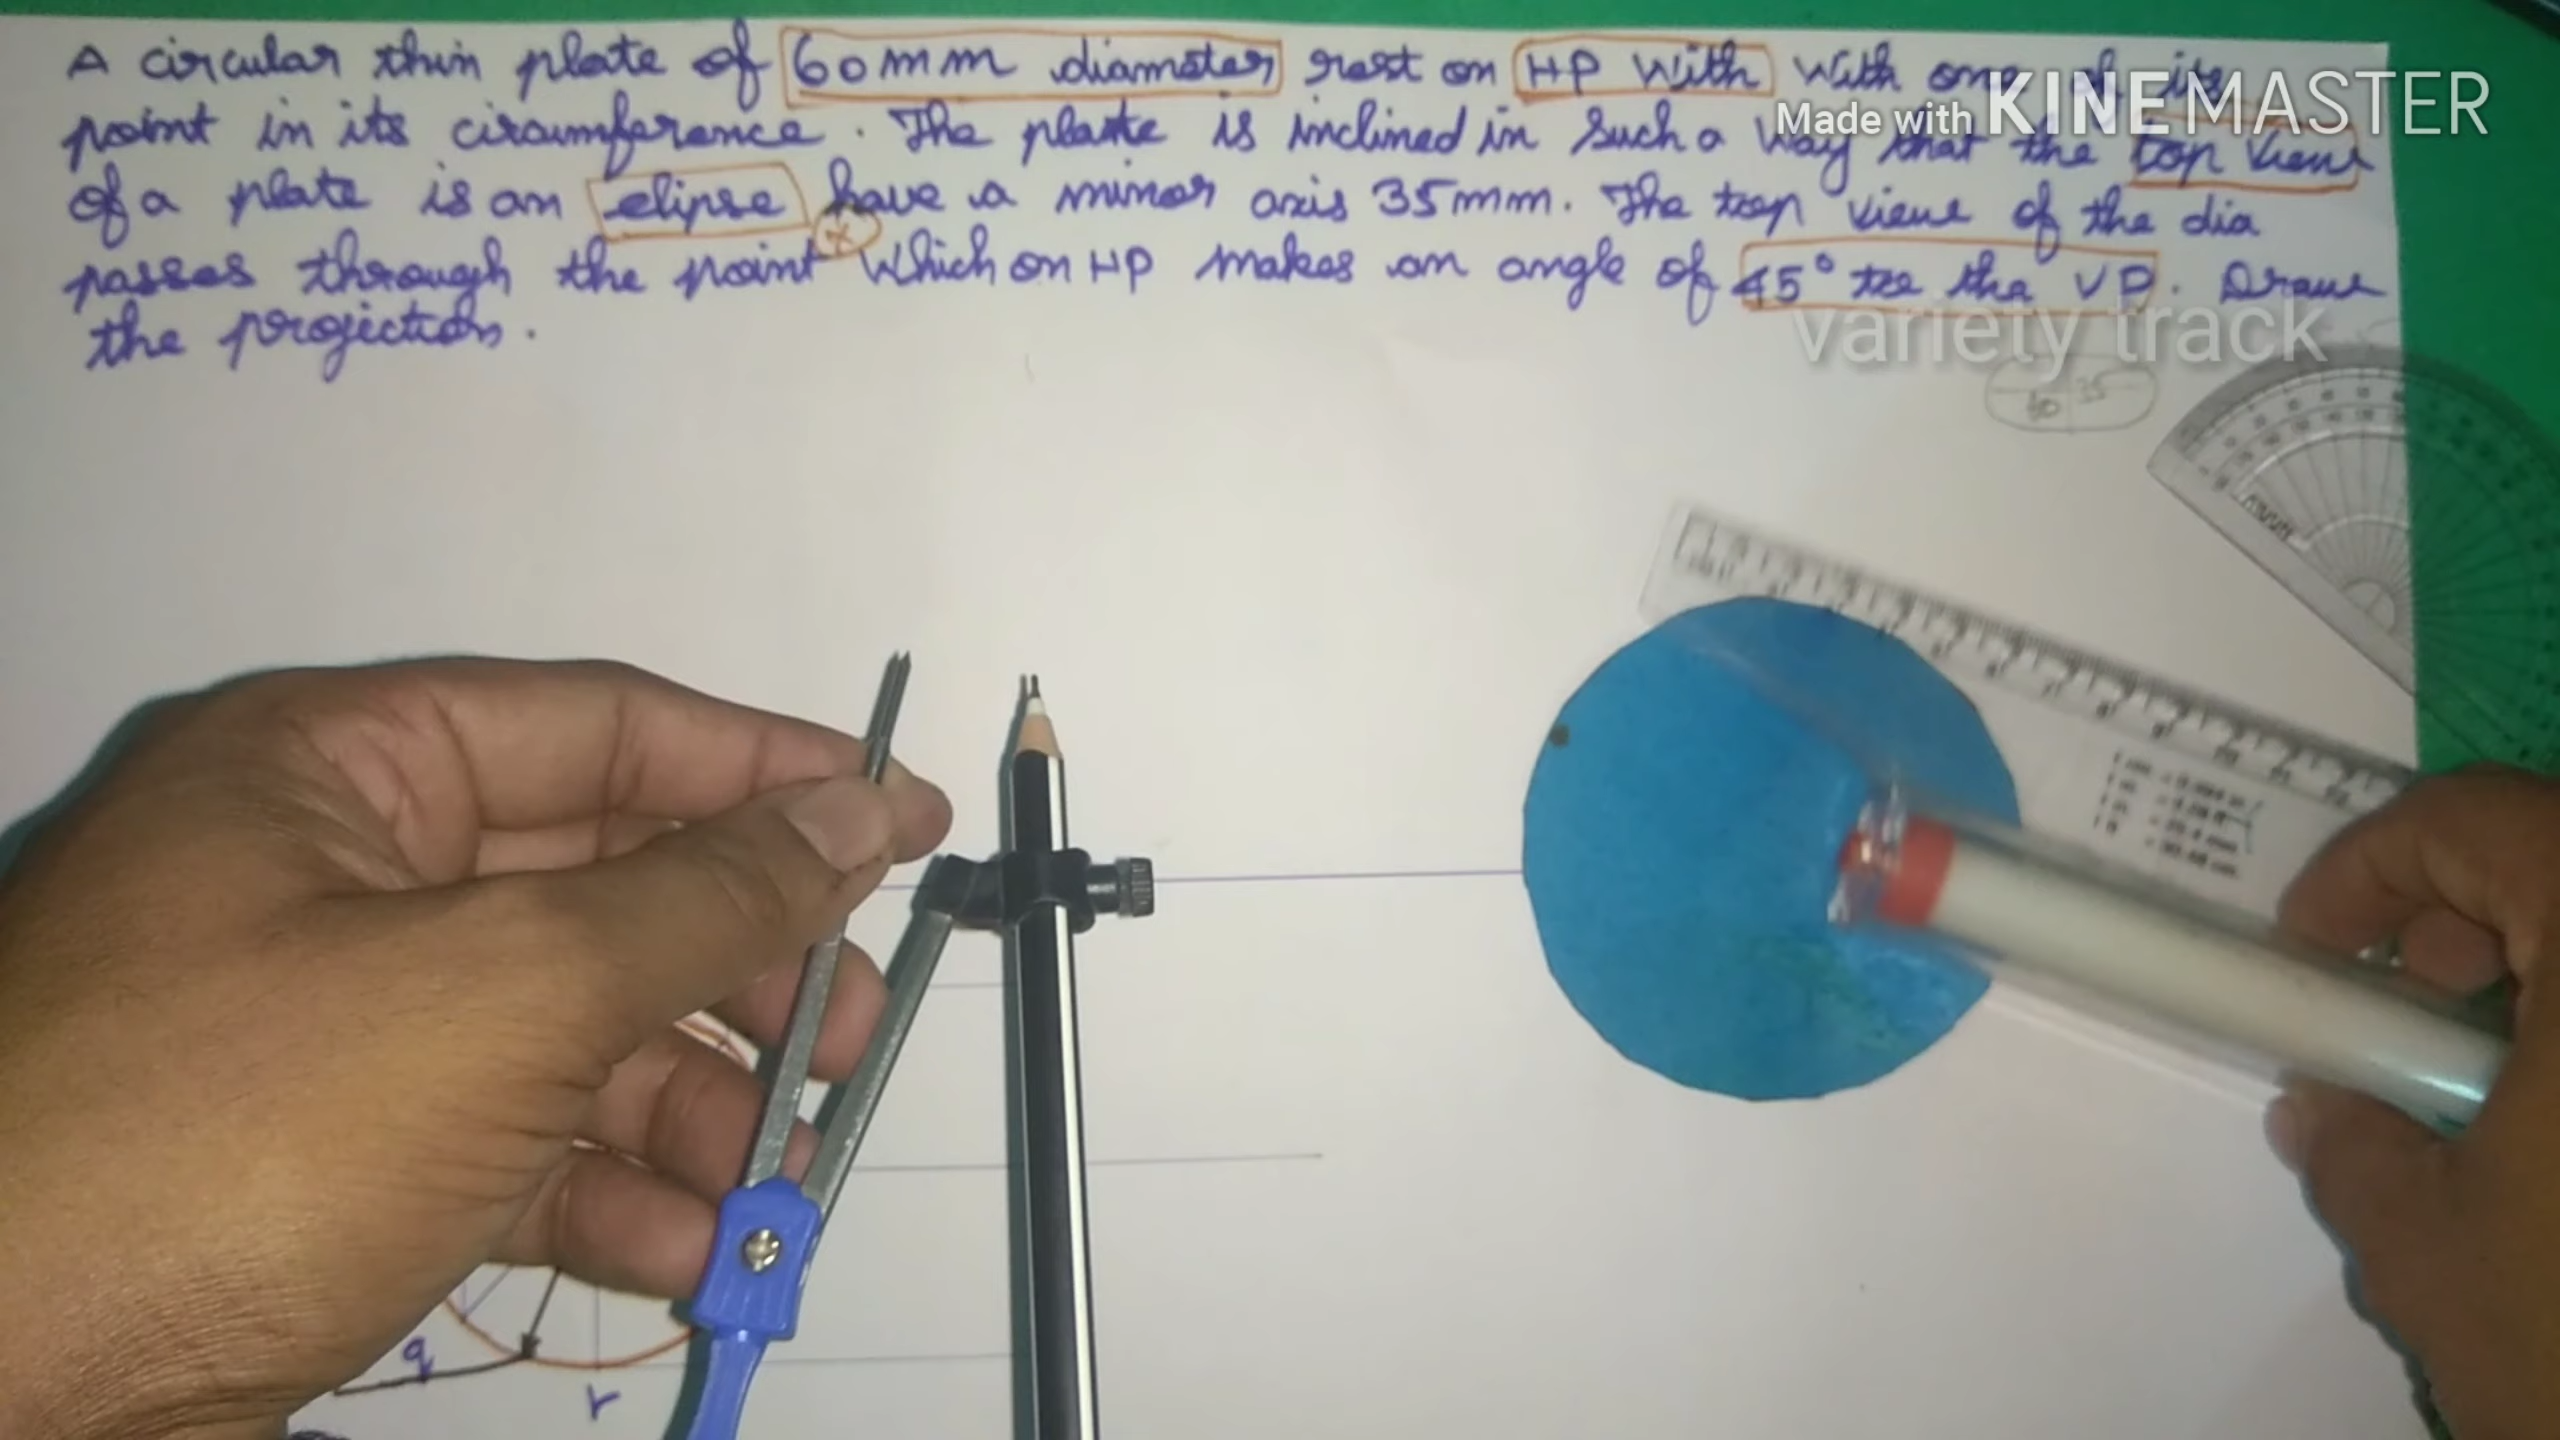 A circular thin plate of 60mm diameter rest on HP with with one of its
Made with KINEMASTER
point in its circumference. The plate is inclined in such a way that the top view
of a plate is an elipse have a minor axis 35mm. The top view of the dia
passes through the point which on HP makes an angle of 45° to the VP. Draw
variety track
the projection.
60 35
q
r